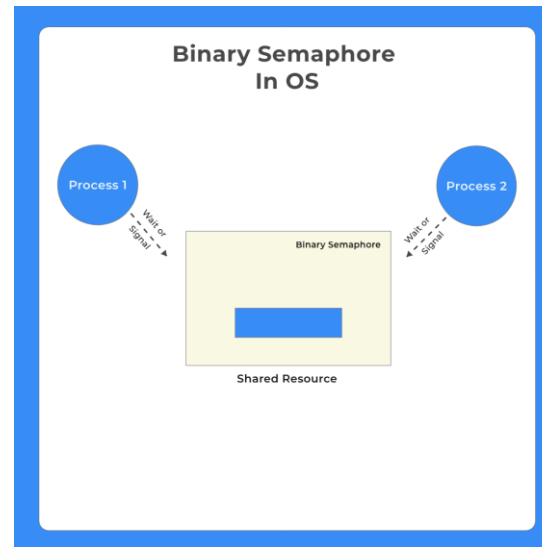 Binary Semaphore
In OS
Process 1
Process 2
Wait or
Signal
Wait or
Signal
Binary Semaphore
Shared Resource